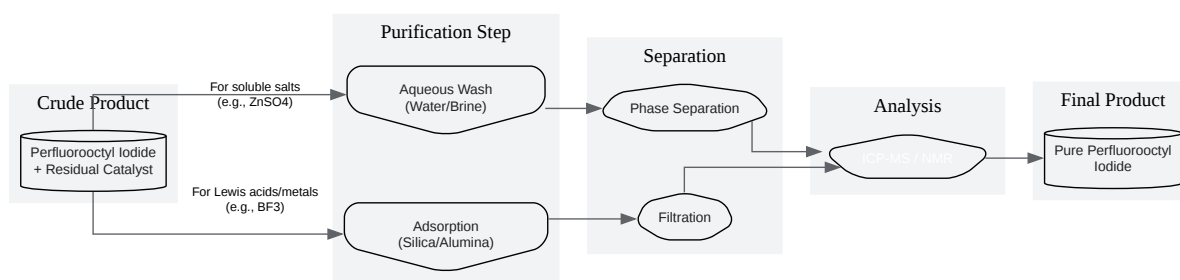 Crude Product
Perfluorooctyl Iodide
+ Residual Catalyst
For soluble salts
(e.g., ZnSO4)
For Lewis acids/metals
(e.g., BF3)
Purification Step
Aqueous Wash
(Water/Brine)
Adsorption
(Silica/Alumina)
Separation
Phase Separation
Filtration
Analysis
ICP-MS / NMR
Final Product
Pure Perfluorooctyl
Iodide